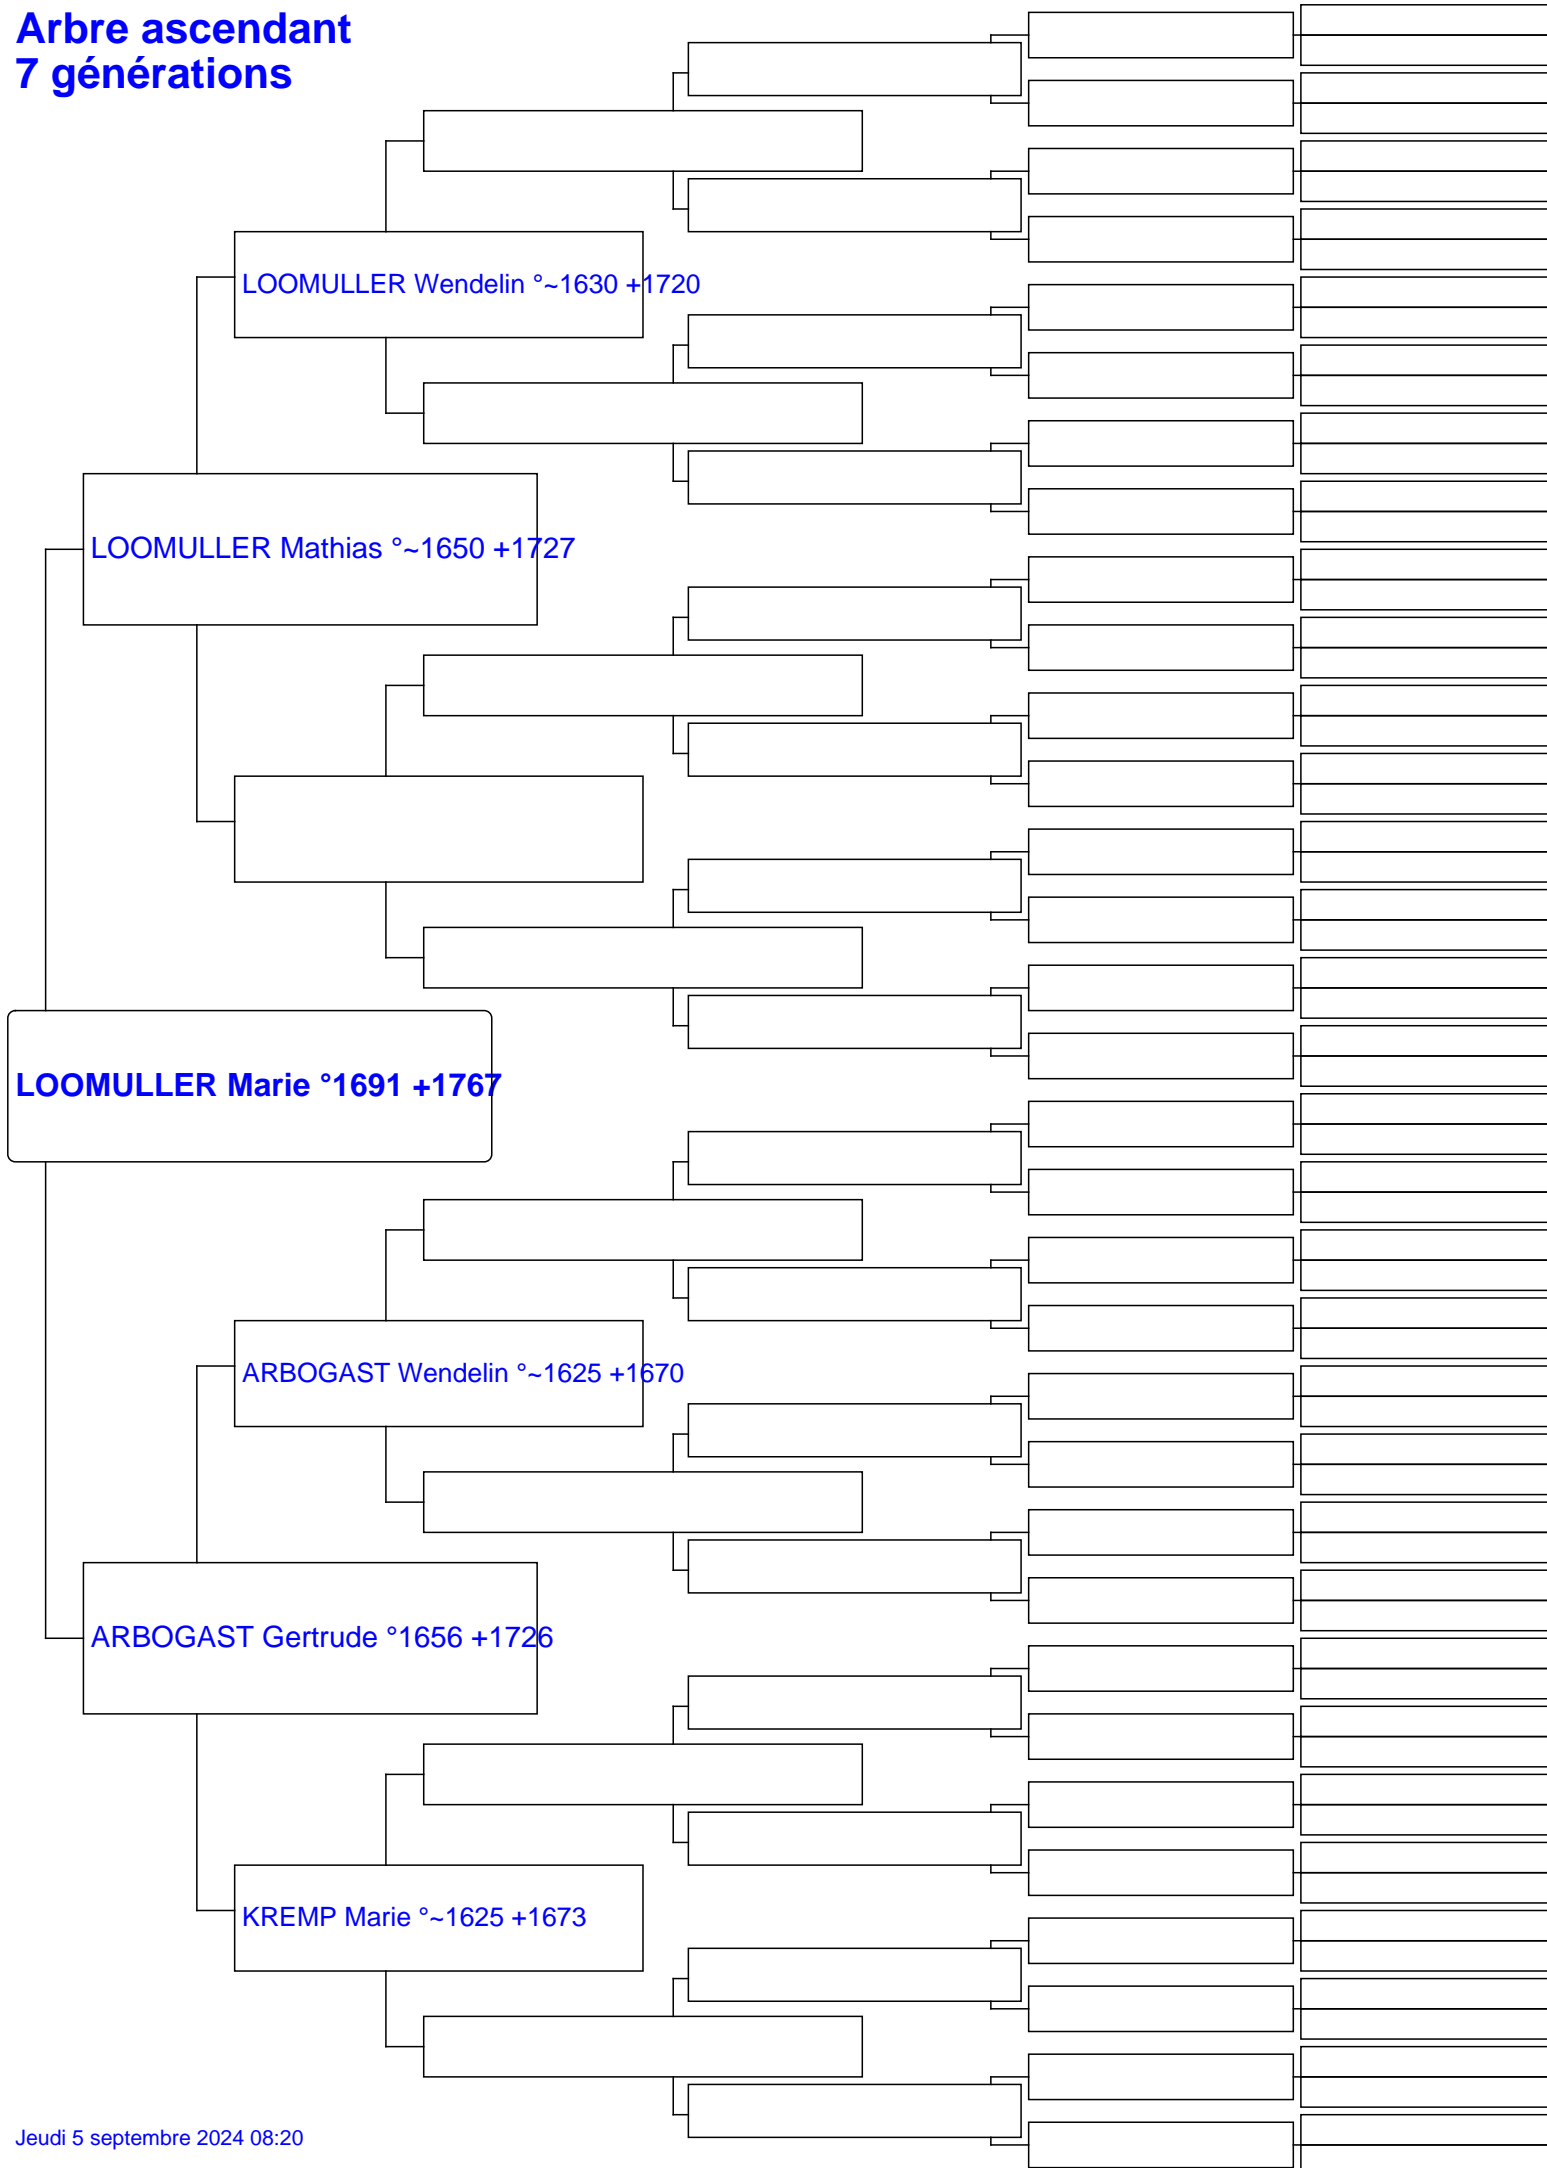 Arbre ascendant
7 générations
LOOMULLER Wendelin °~1630 +1720
LOOMULLER Mathias °~1650 +1727
LOOMULLER Marie °1691 +1767
ARBOGAST Wendelin °~1625 +1670
ARBOGAST Gertrude °1656 +1726
KREMP Marie °~1625 +1673
Jeudi 5 septembre 2024 08:20